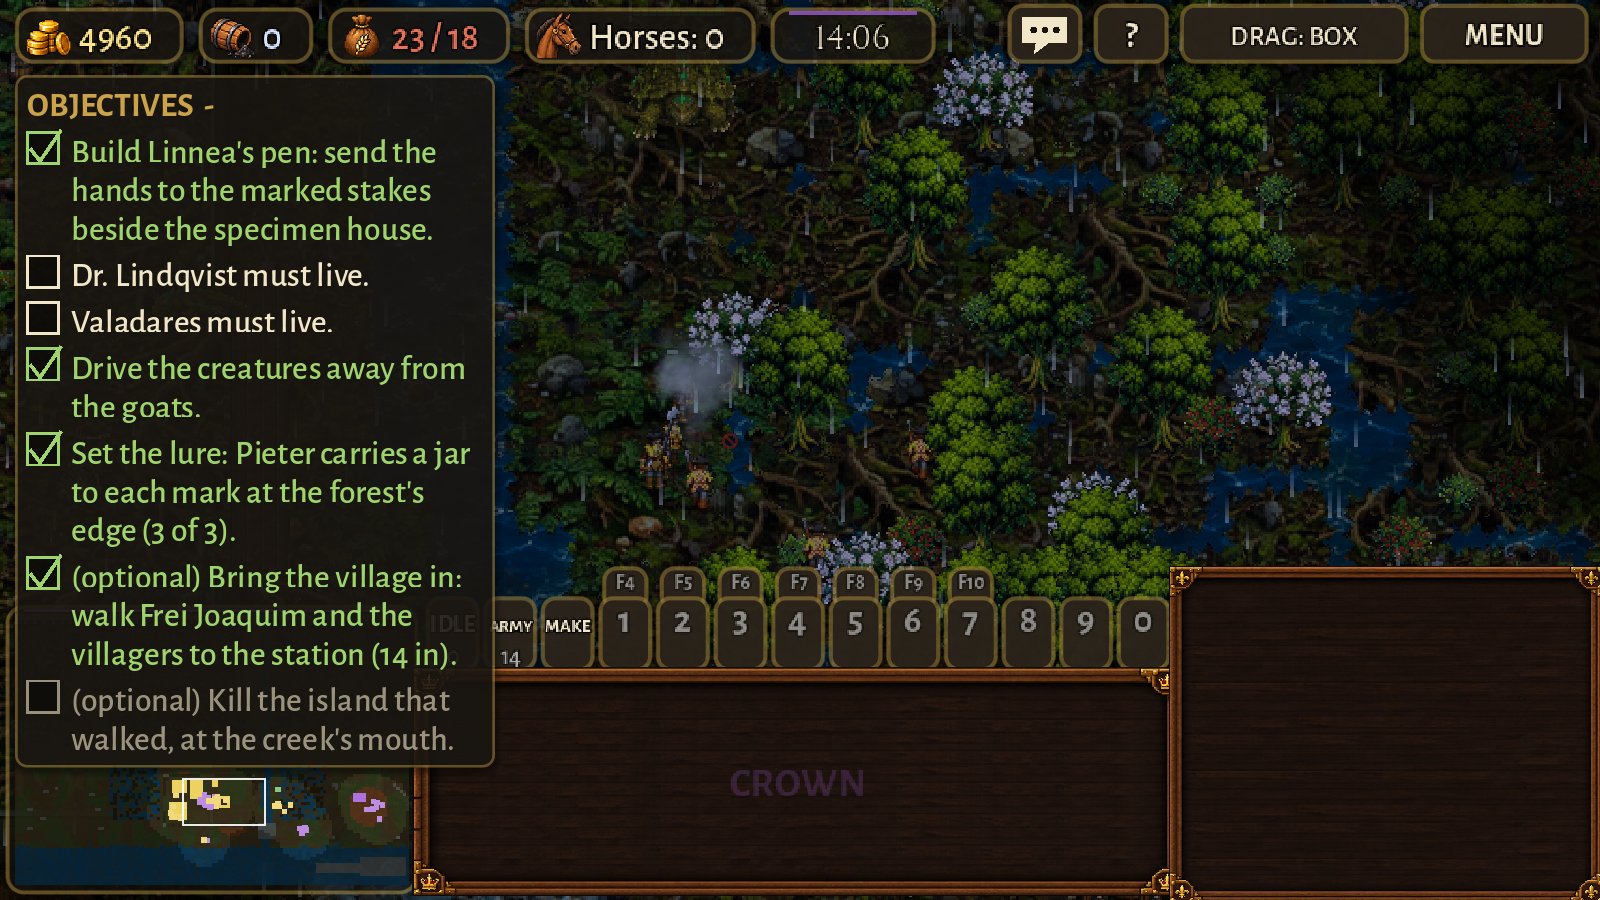 4960
0
23/18
Horses: 0
14:06
?
DRAG: BOX
MENU
OBJECTIVES -
Build Linnea's pen: send the
hands to the marked stakes
beside the specimen house.
Dr. Lindqvist must live.
Valadares must live.
Drive the creatures away from
the goats.
Set the lure: Pieter carries a jar
to each mark at the forest's
edge (3 of 3).
(optional) Bring the village in:
walk Frei Joaquim and the
villagers to the station (14 in).
(optional) Kill the island that
walked, at the creek's mouth.
F4 F5 F6 F7 F8 F9 F10
IDLE ARMY MAKE 1 2 3 4 5 6 7 8 9 0
14
CROWN